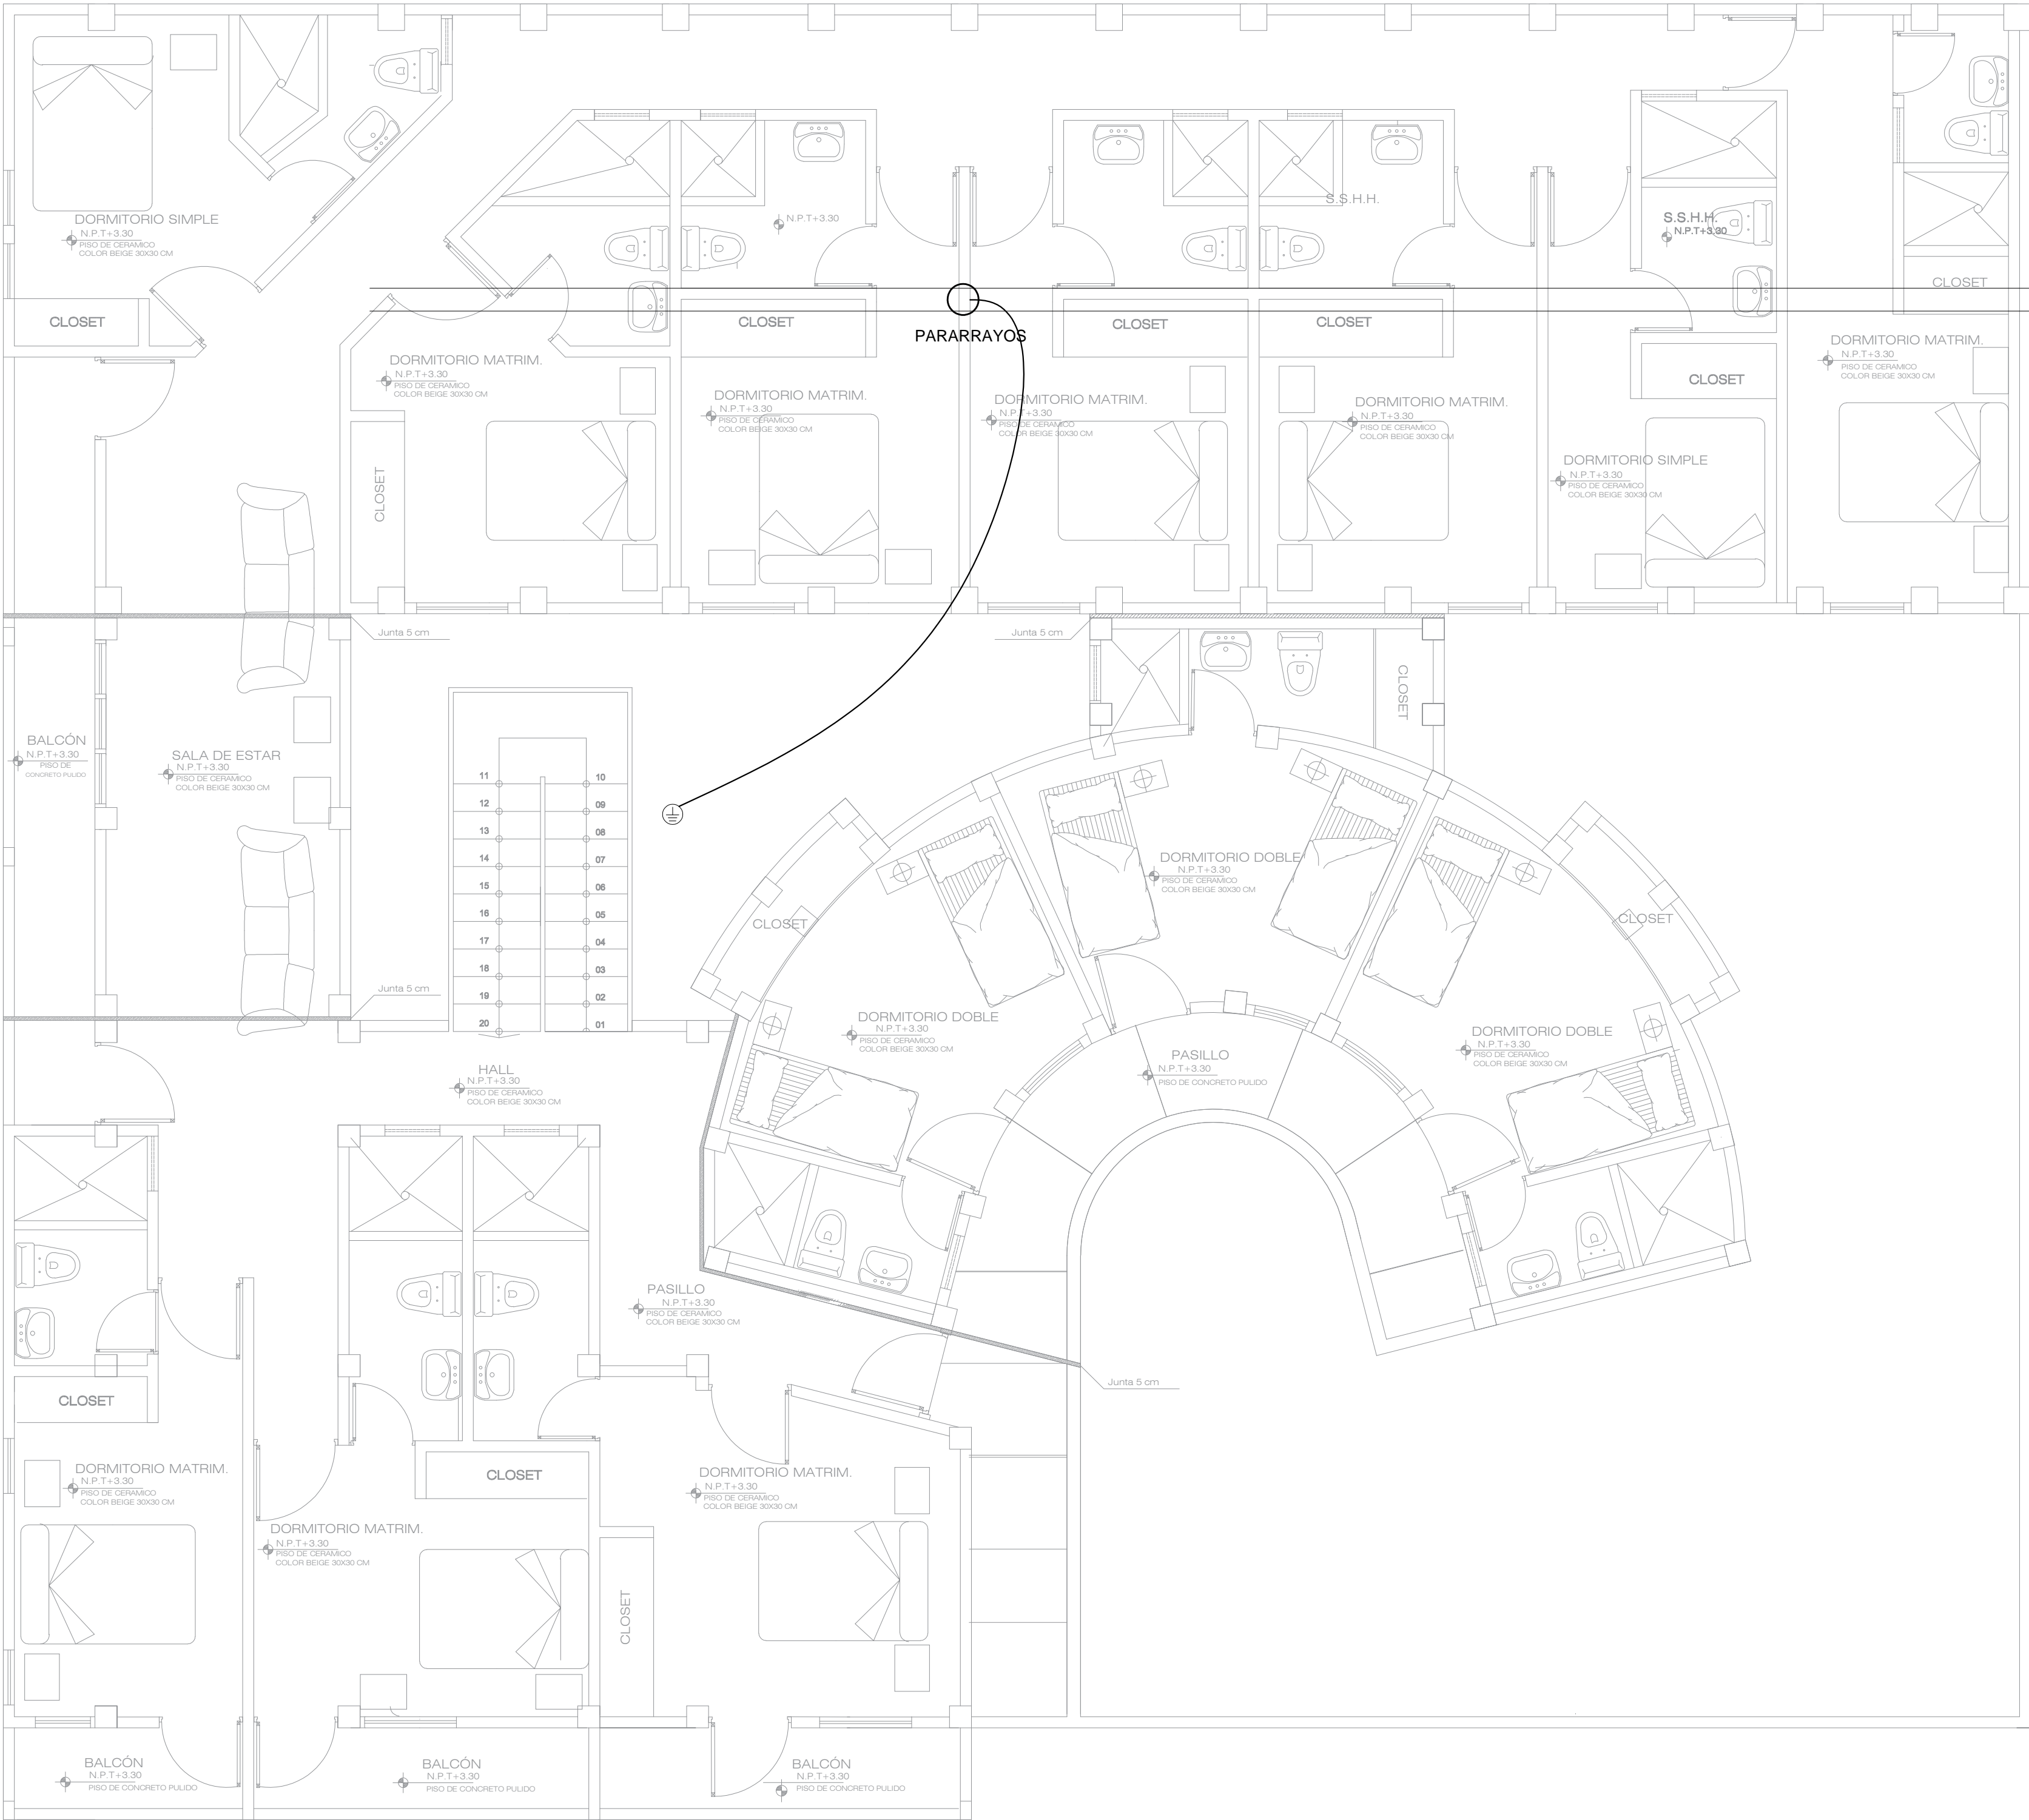 DORMITORIO SIMPLE
N.P.T+3.30
PISO DE CERAMICO
COLOR BEIGE 30X30 CM
CLOSET
N.P.T+3.30
CLOSET
S.S.H.H.
S.S.H.H.
N.P.T+3.30
CLOSET
PARARRAYOS
CLOSET
CLOSET
DORMITORIO MATRIM.
N.P.T+3.30
PISO DE CERAMICO
COLOR BEIGE 30X30 CM
CLOSET
DORMITORIO MATRIM.
N.P.T+3.30
PISO DE CERAMICO
COLOR BEIGE 30X30 CM
DORMITORIO MATRIM.
N.P.T+3.30
PISO DE CERAMICO
COLOR BEIGE 30X30 CM
DORMITORIO MATRIM.
N.P.T+3.30
PISO DE CERAMICO
COLOR BEIGE 30X30 CM
CLOSET
DORMITORIO SIMPLE
N.P.T+3.30
PISO DE CERAMICO
COLOR BEIGE 30X30 CM
DORMITORIO MATRIM.
N.P.T+3.30
PISO DE CERAMICO
COLOR BEIGE 30X30 CM
Junta 5 cm
Junta 5 cm
CLOSET
BALCÓN
N.P.T+3.30
PISO DE
CONCRETO PULIDO
SALA DE ESTAR
N.P.T+3.30
PISO DE CERAMICO
COLOR BEIGE 30X30 CM
11 10
12 09
13 08
14 07
15 06
16 05
17 04
18 03
19 02
20 01
Junta 5 cm
DORMITORIO DOBLE
N.P.T+3.30
PISO DE CERAMICO
COLOR BEIGE 30X30 CM
CLOSET
CLOSET
DORMITORIO DOBLE
N.P.T+3.30
PISO DE CERAMICO
COLOR BEIGE 30X30 CM
DORMITORIO DOBLE
N.P.T+3.30
PISO DE CERAMICO
COLOR BEIGE 30X30 CM
PASILLO
N.P.T+3.30
PISO DE CONCRETO PULIDO
HALL
N.P.T+3.30
PISO DE CERAMICO
COLOR BEIGE 30X30 CM
PASILLO
N.P.T+3.30
PISO DE CERAMICO
COLOR BEIGE 30X30 CM
Junta 5 cm
CLOSET
DORMITORIO MATRIM.
N.P.T+3.30
PISO DE CERAMICO
COLOR BEIGE 30X30 CM
CLOSET
DORMITORIO MATRIM.
N.P.T+3.30
PISO DE CERAMICO
COLOR BEIGE 30X30 CM
DORMITORIO MATRIM.
N.P.T+3.30
PISO DE CERAMICO
COLOR BEIGE 30X30 CM
CLOSET
BALCÓN
N.P.T+3.30
PISO DE CONCRETO PULIDO
BALCÓN
N.P.T+3.30
PISO DE CONCRETO PULIDO
BALCÓN
N.P.T+3.30
PISO DE CONCRETO PULIDO